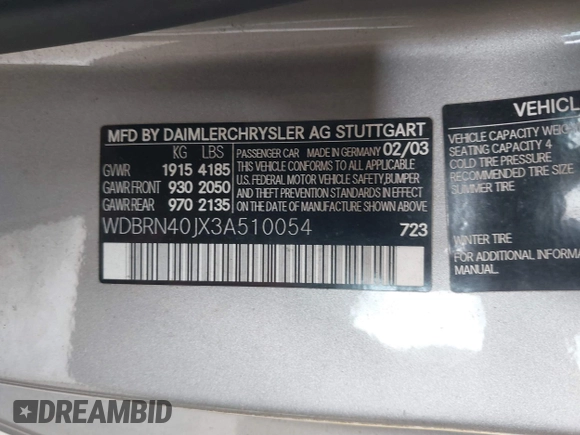 MFD BY DAIMLERCHRYSLER AG STUTTGART
KG LBS
GVWR 1915 4185
GAWR.FRONT 930 2050
GAWR.REAR 970 2135
PASSENGER CAR MADE IN GERMANY 02/03
THIS VEHICLE CONFORMS TO ALL APPLICABLE
U.S. FEDERAL MOTOR VEHICLE SAFETY,BUMPER
AND THEFT PREVENTION STANDARDS IN EFFECT
ON THE DATE OF MANUFACTURE SHOWN ABOVE
WDBRN40JX3A510054
723
VEHICL
VEHICLE CAPACITY WEIG
SEATING CAPACITY 4
COLD TIRE PRESSURE
RECOMMENDED TIRE SIZE
WINTER TIRE
FOR ADDITIONAL INFORMA
MANUAL
DREAMBID